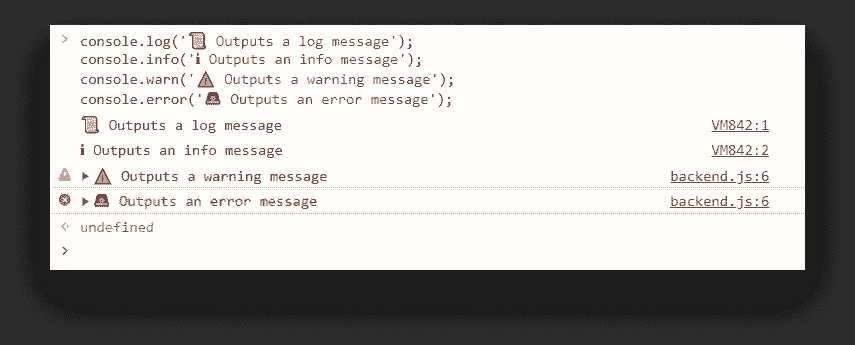 > console.log('📜 Outputs a log message');
console.info('ℹ Outputs an info message');
console.warn('⚠ Outputs a warning message');
console.error('🚨 Outputs an error message');
📜 Outputs a log message VM842:1
ℹ Outputs an info message VM842:2
▶ ⚠ Outputs a warning message backend.js:6
▶ 🚨 Outputs an error message backend.js:6
undefined
>